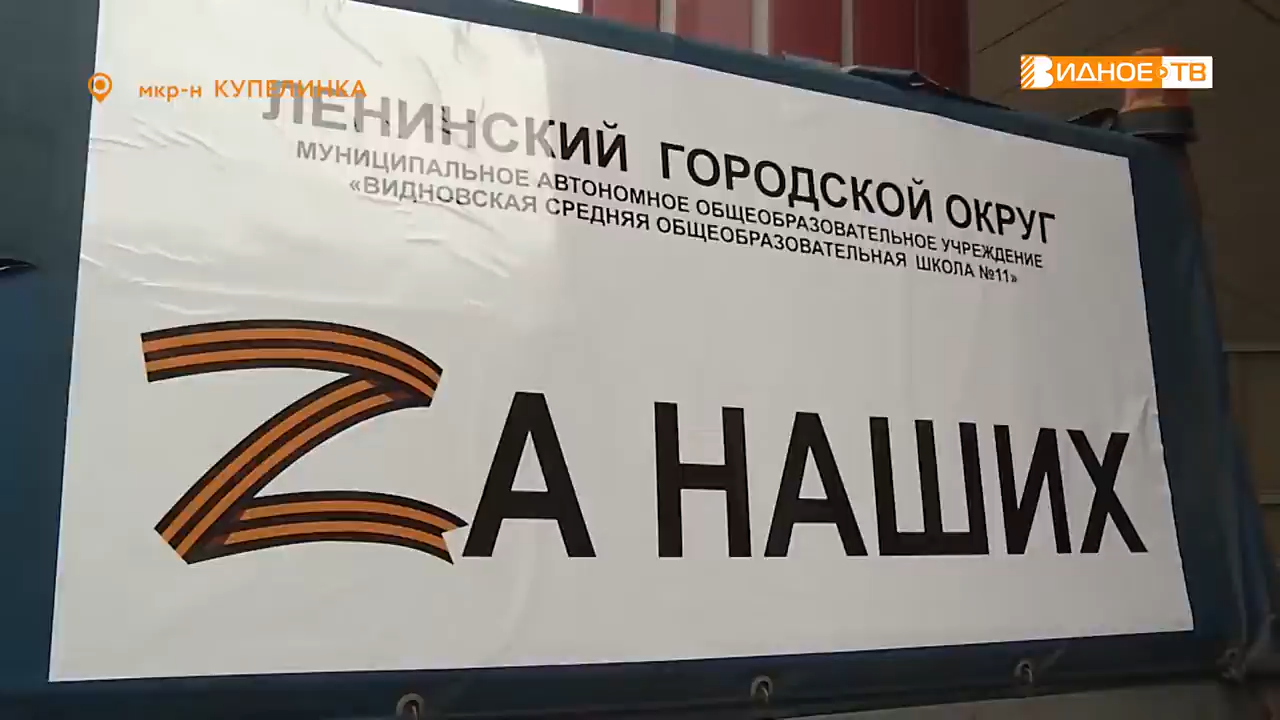 мкр-н КУПЕЛИНКА
ВИДНОЕ ТВ
ЛЕНИНСКИЙ ГОРОДСКОЙ ОКРУГ
МУНИЦИПАЛЬНОЕ АВТОНОМНОЕ ОБЩЕОБРАЗОВАТЕЛЬНОЕ УЧРЕЖДЕНИЕ
«ВИДНОВСКАЯ СРЕДНЯЯ ОБЩЕОБРАЗОВАТЕЛЬНАЯ ШКОЛА №11»
ZА НАШИХ